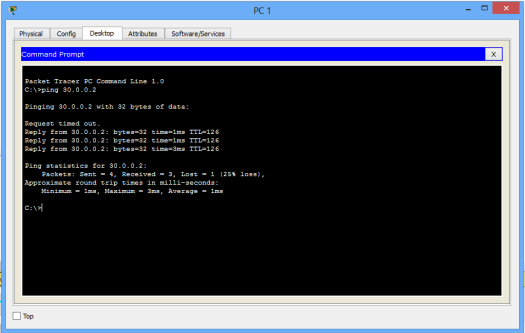 PC 1
Physical Config Desktop Attributes Software/Services
Command Prompt X
Packet Tracer PC Command Line 1.0
C:\>ping 30.0.0.2
Pinging 30.0.0.2 with 32 bytes of data:
Request timed out.
Reply from 30.0.0.2: bytes=32 time=1ms TTL=126
Reply from 30.0.0.2: bytes=32 time=1ms TTL=126
Reply from 30.0.0.2: bytes=32 time=3ms TTL=126
Ping statistics for 30.0.0.2:
Packets: Sent = 4, Received = 3, Lost = 1 (25% loss),
Approximate round trip times in milli-seconds:
Minimum = 1ms, Maximum = 3ms, Average = 1ms
C:\>
Top